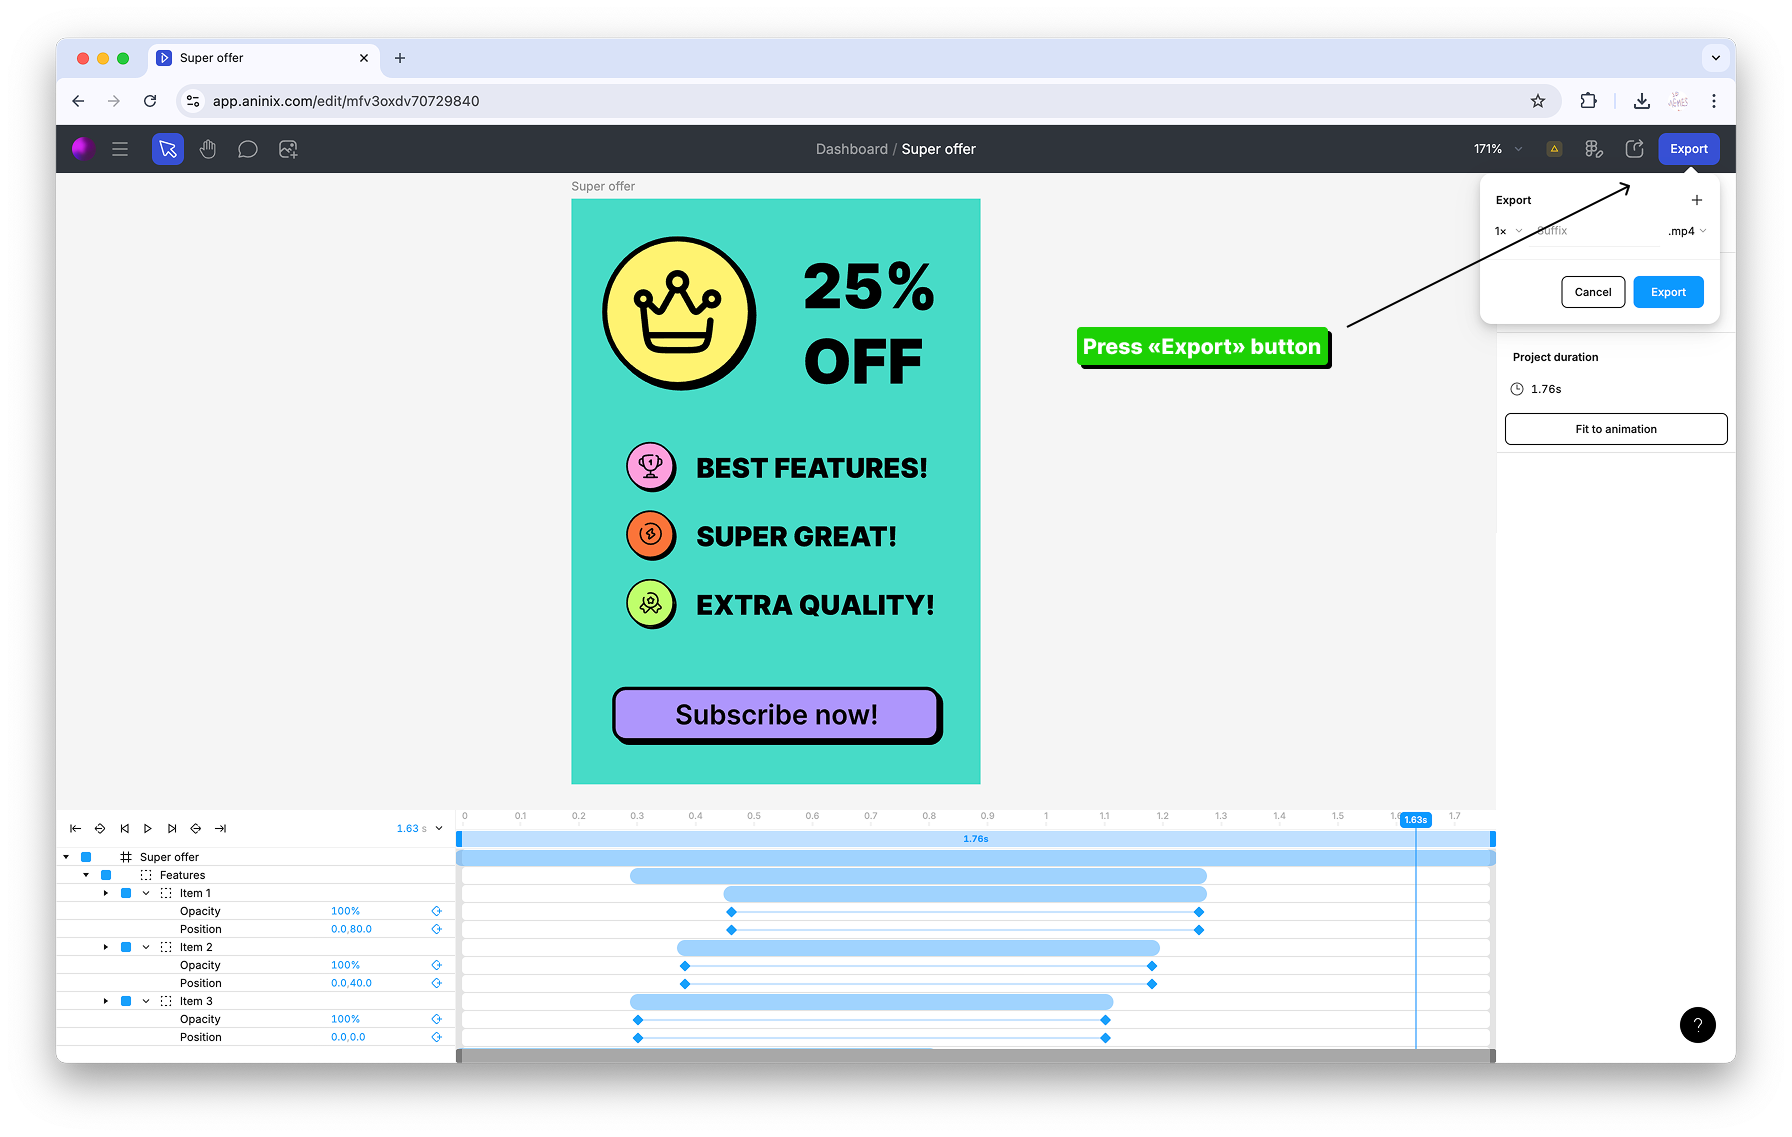 Super offer
app.aninix.com/edit/mfv3oxdv70729840
Dashboard / Super offer
171%
Export
Super offer
Export
1×
Suffix
.mp4
Cancel
Export
25%
OFF
Press «Export» button
Project duration
1.76s
Fit to animation
BEST FEATURES!
SUPER GREAT!
EXTRA QUALITY!
Subscribe now!
1.63 s
0 0.1 0.2 0.3 0.4 0.5 0.6 0.7 0.8 0.9 1 1.1 1.2 1.3 1.4 1.5 1.63s 1.7
1.76s
Super offer
Features
Item 1
Opacity 100%
Position 0.0,80.0
Item 2
Opacity 100%
Position 0.0,40.0
Item 3
Opacity 100%
Position 0.0,0.0
?